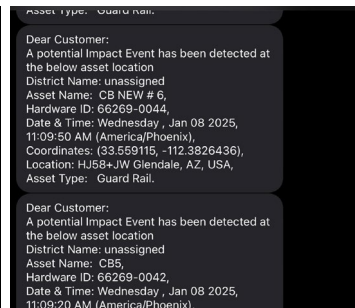 Asset Type:   Guard Rail.
Dear Customer:
A potential Impact Event has been detected at
the below asset location
District Name: unassigned
Asset Name:  CB NEW # 6,
Hardware ID: 66269-0044,
Date & Time: Wednesday , Jan 08 2025,
11:09:50 AM (America/Phoenix),
Coordinates: (33.559115, -112.3826436),
Location: HJ58+JW Glendale, AZ, USA,
Asset Type:   Guard Rail.
Dear Customer:
A potential Impact Event has been detected at
the below asset location
District Name: unassigned
Asset Name:  CB5,
Hardware ID: 66269-0042,
Date & Time: Wednesday , Jan 08 2025,
11:09:20 AM (America/Phoenix),